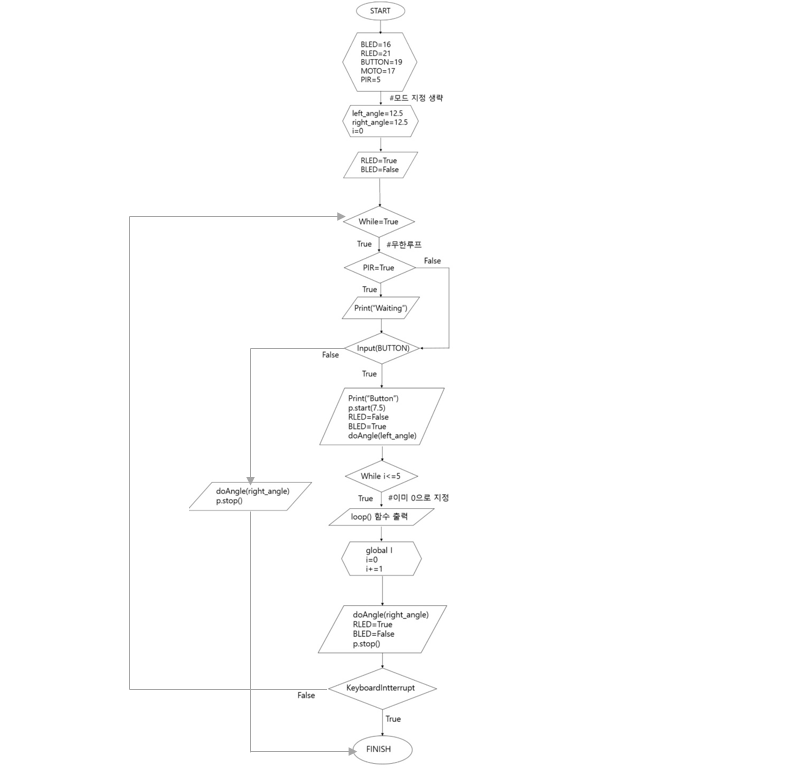 START
BLED=16
RLED=21
BUTTON=19
MOTO=17
PIR=5
#모드 지정 생략
left_angle=12.5
right_angle=12.5
i=0
RLED=True
BLED=False
While=True
True
#무한루프
PIR=True
False
True
Print("Waiting")
Input(BUTTON)
False
True
Print("Button")
p.start(7.5)
RLED=False
BLED=True
doAngle(left_angle)
While i<=5
True
#이미 0으로 지정
doAngle(right_angle)
p.stop()
loop() 함수 출력
global I
i=0
i+=1
doAngle(right_angle)
RLED=True
BLED=False
p.stop()
KeyboardIntterrupt
False
True
FINISH